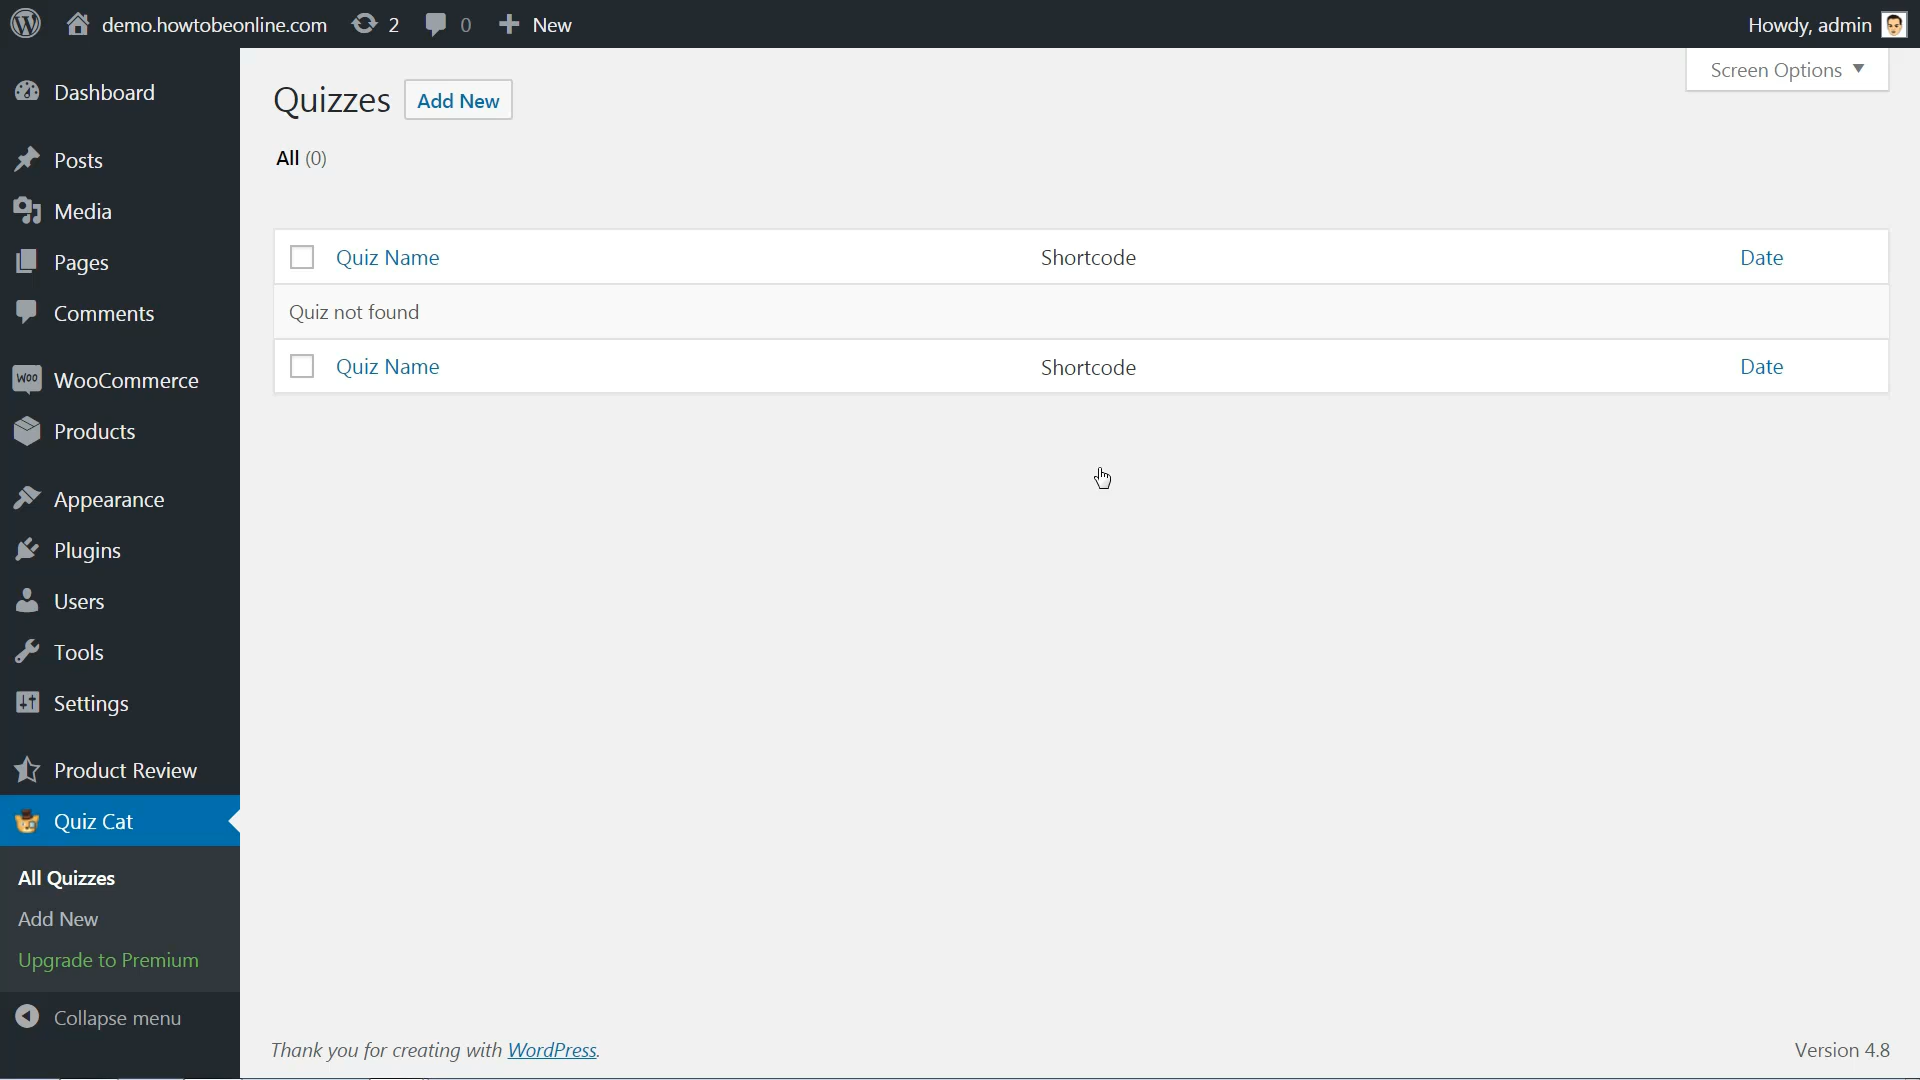 demo.howtobeonline.com 2 0 New Howdy, admin
Screen Options
Dashboard
Posts
Media
Pages
Comments
WOO WooCommerce
Products
Appearance
Plugins
Users
Tools
Settings
Product Review
Quiz Cat
All Quizzes
Add New
Upgrade to Premium
Collapse menu
Quizzes Add New
All (0)
Quiz Name Shortcode Date
Quiz not found
Quiz Name Shortcode Date
Thank you for creating with WordPress. Version 4.8